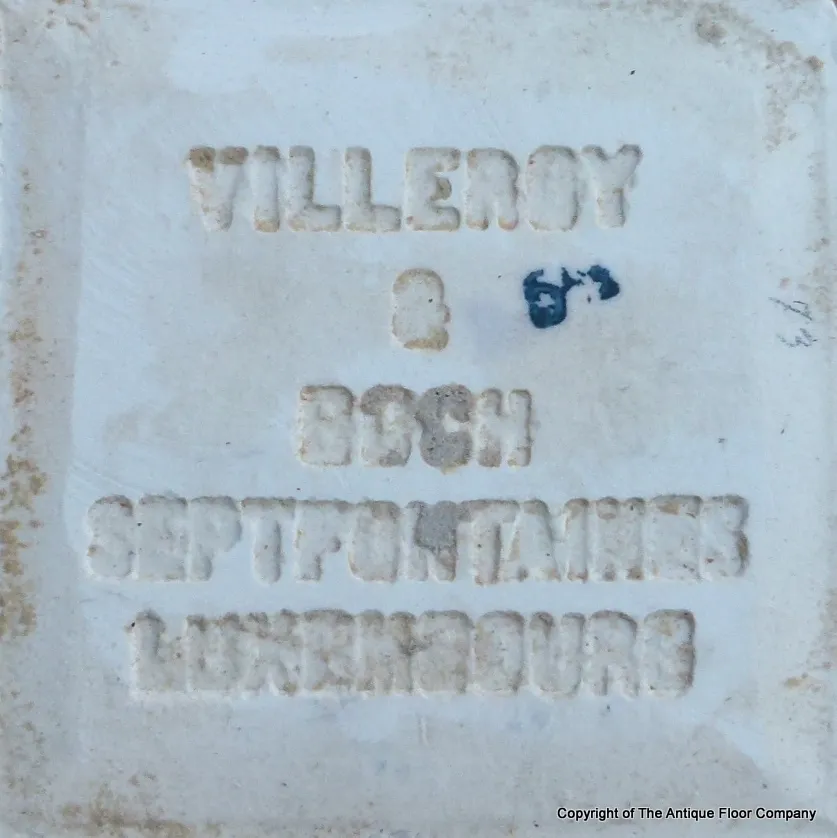 VILLEROY
&
BOCH
SEPTFONTAINES
LUXEMBOURG
Copyright of The Antique Floor Company